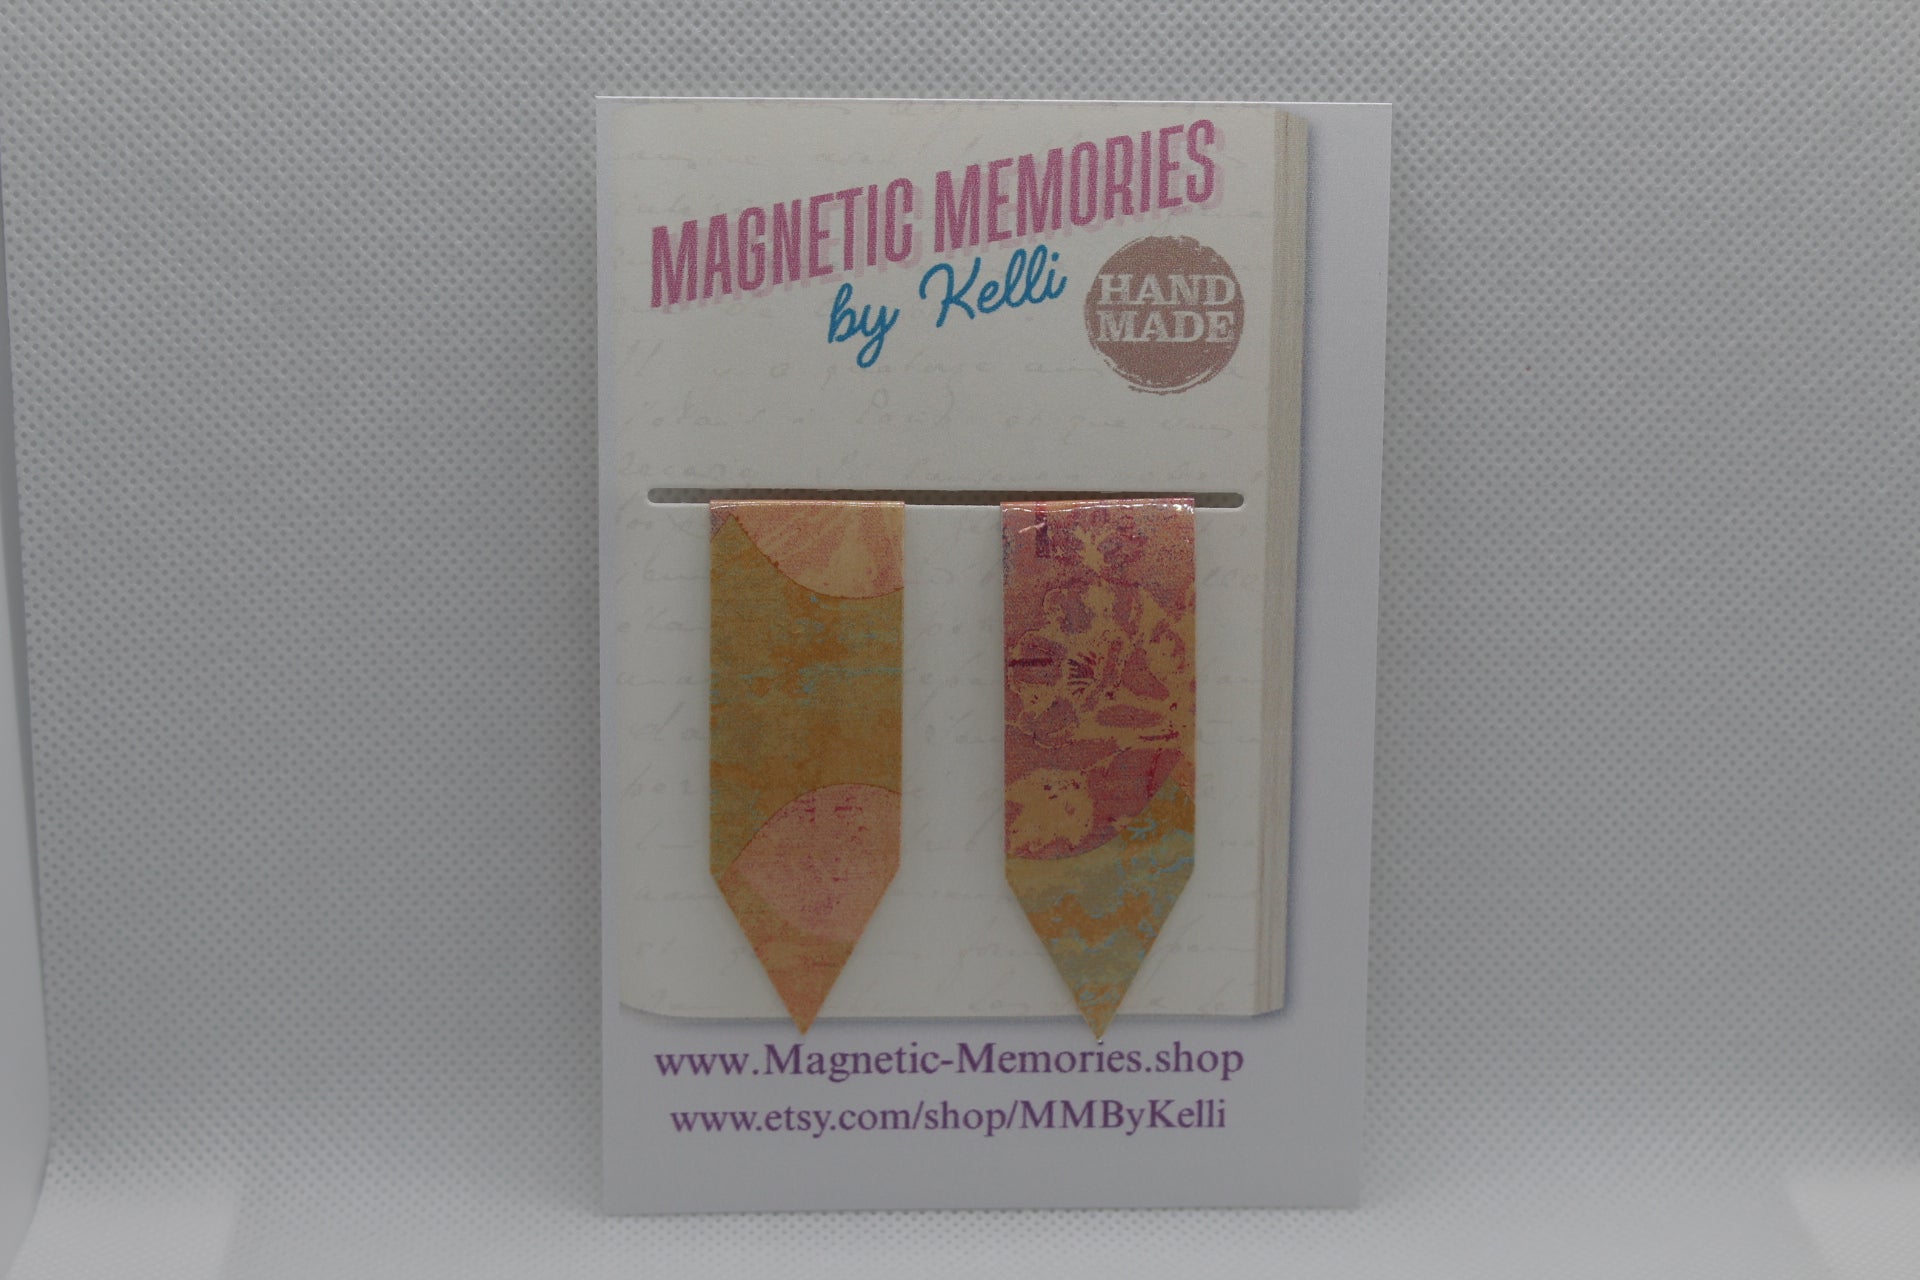 MAGNETIC MEMORIES
by Kelli
HAND
MADE
www.Magnetic-Memories.shop
www.etsy.com/shop/MMByKelli